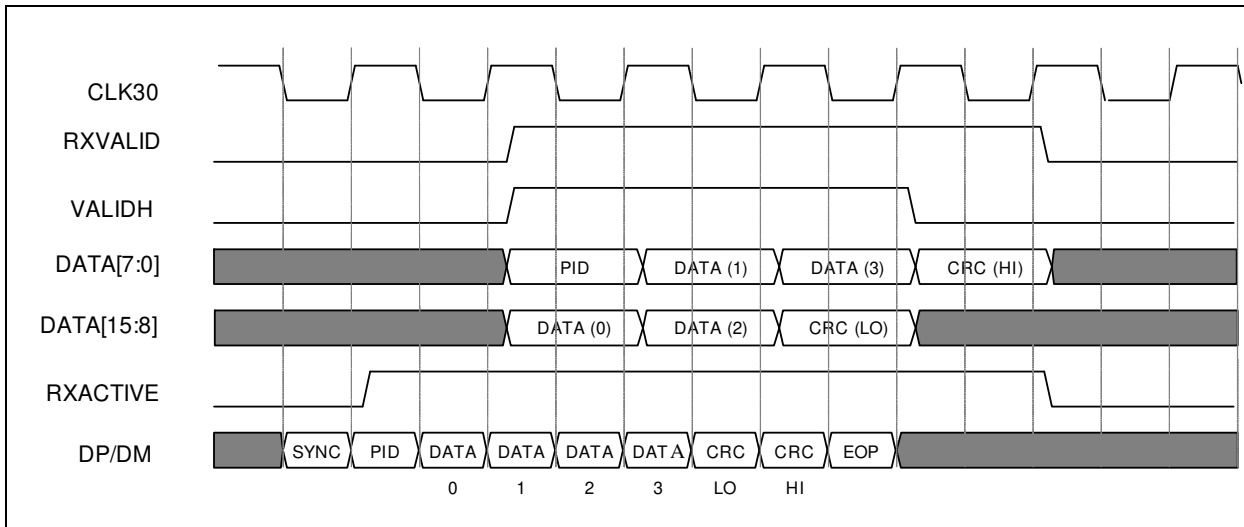 CLK30
RXVALID
VALIDH
DATA[7:0] PID DATA (1) DATA (3) CRC (HI)
DATA[15:8] DATA (0) DATA (2) CRC (LO)
RXACTIVE
DP/DM SYNC PID DATA DATA DATA DATA CRC CRC EOP
0 1 2 3 LO HI